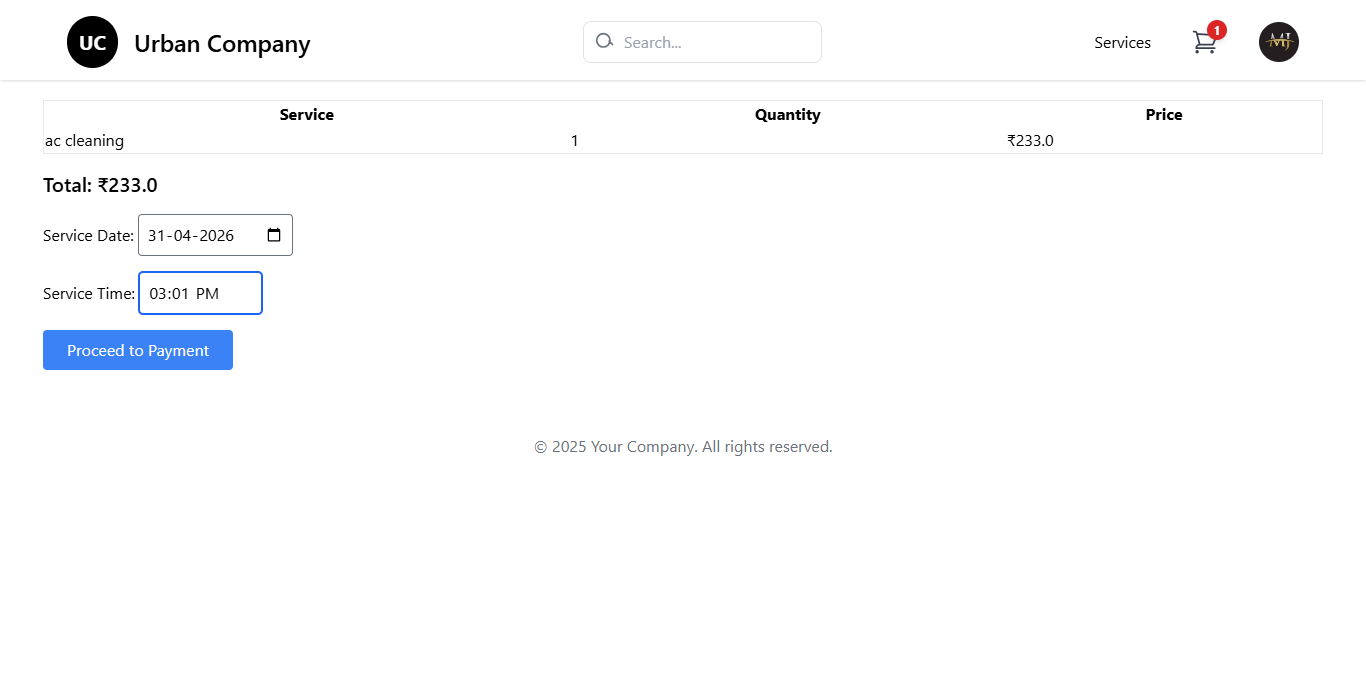 UC Urban Company Search... Services 1 MJ
Service Quantity Price
ac cleaning 1 ₹233.0
Total: ₹233.0
Service Date: 31-04-2026
Service Time: 03:01 PM
Proceed to Payment
© 2025 Your Company. All rights reserved.